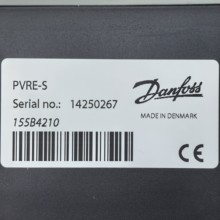 PVRE-S
Serial no.: 14250267
155B4210
Danfoss
MADE IN DENMARK
CE